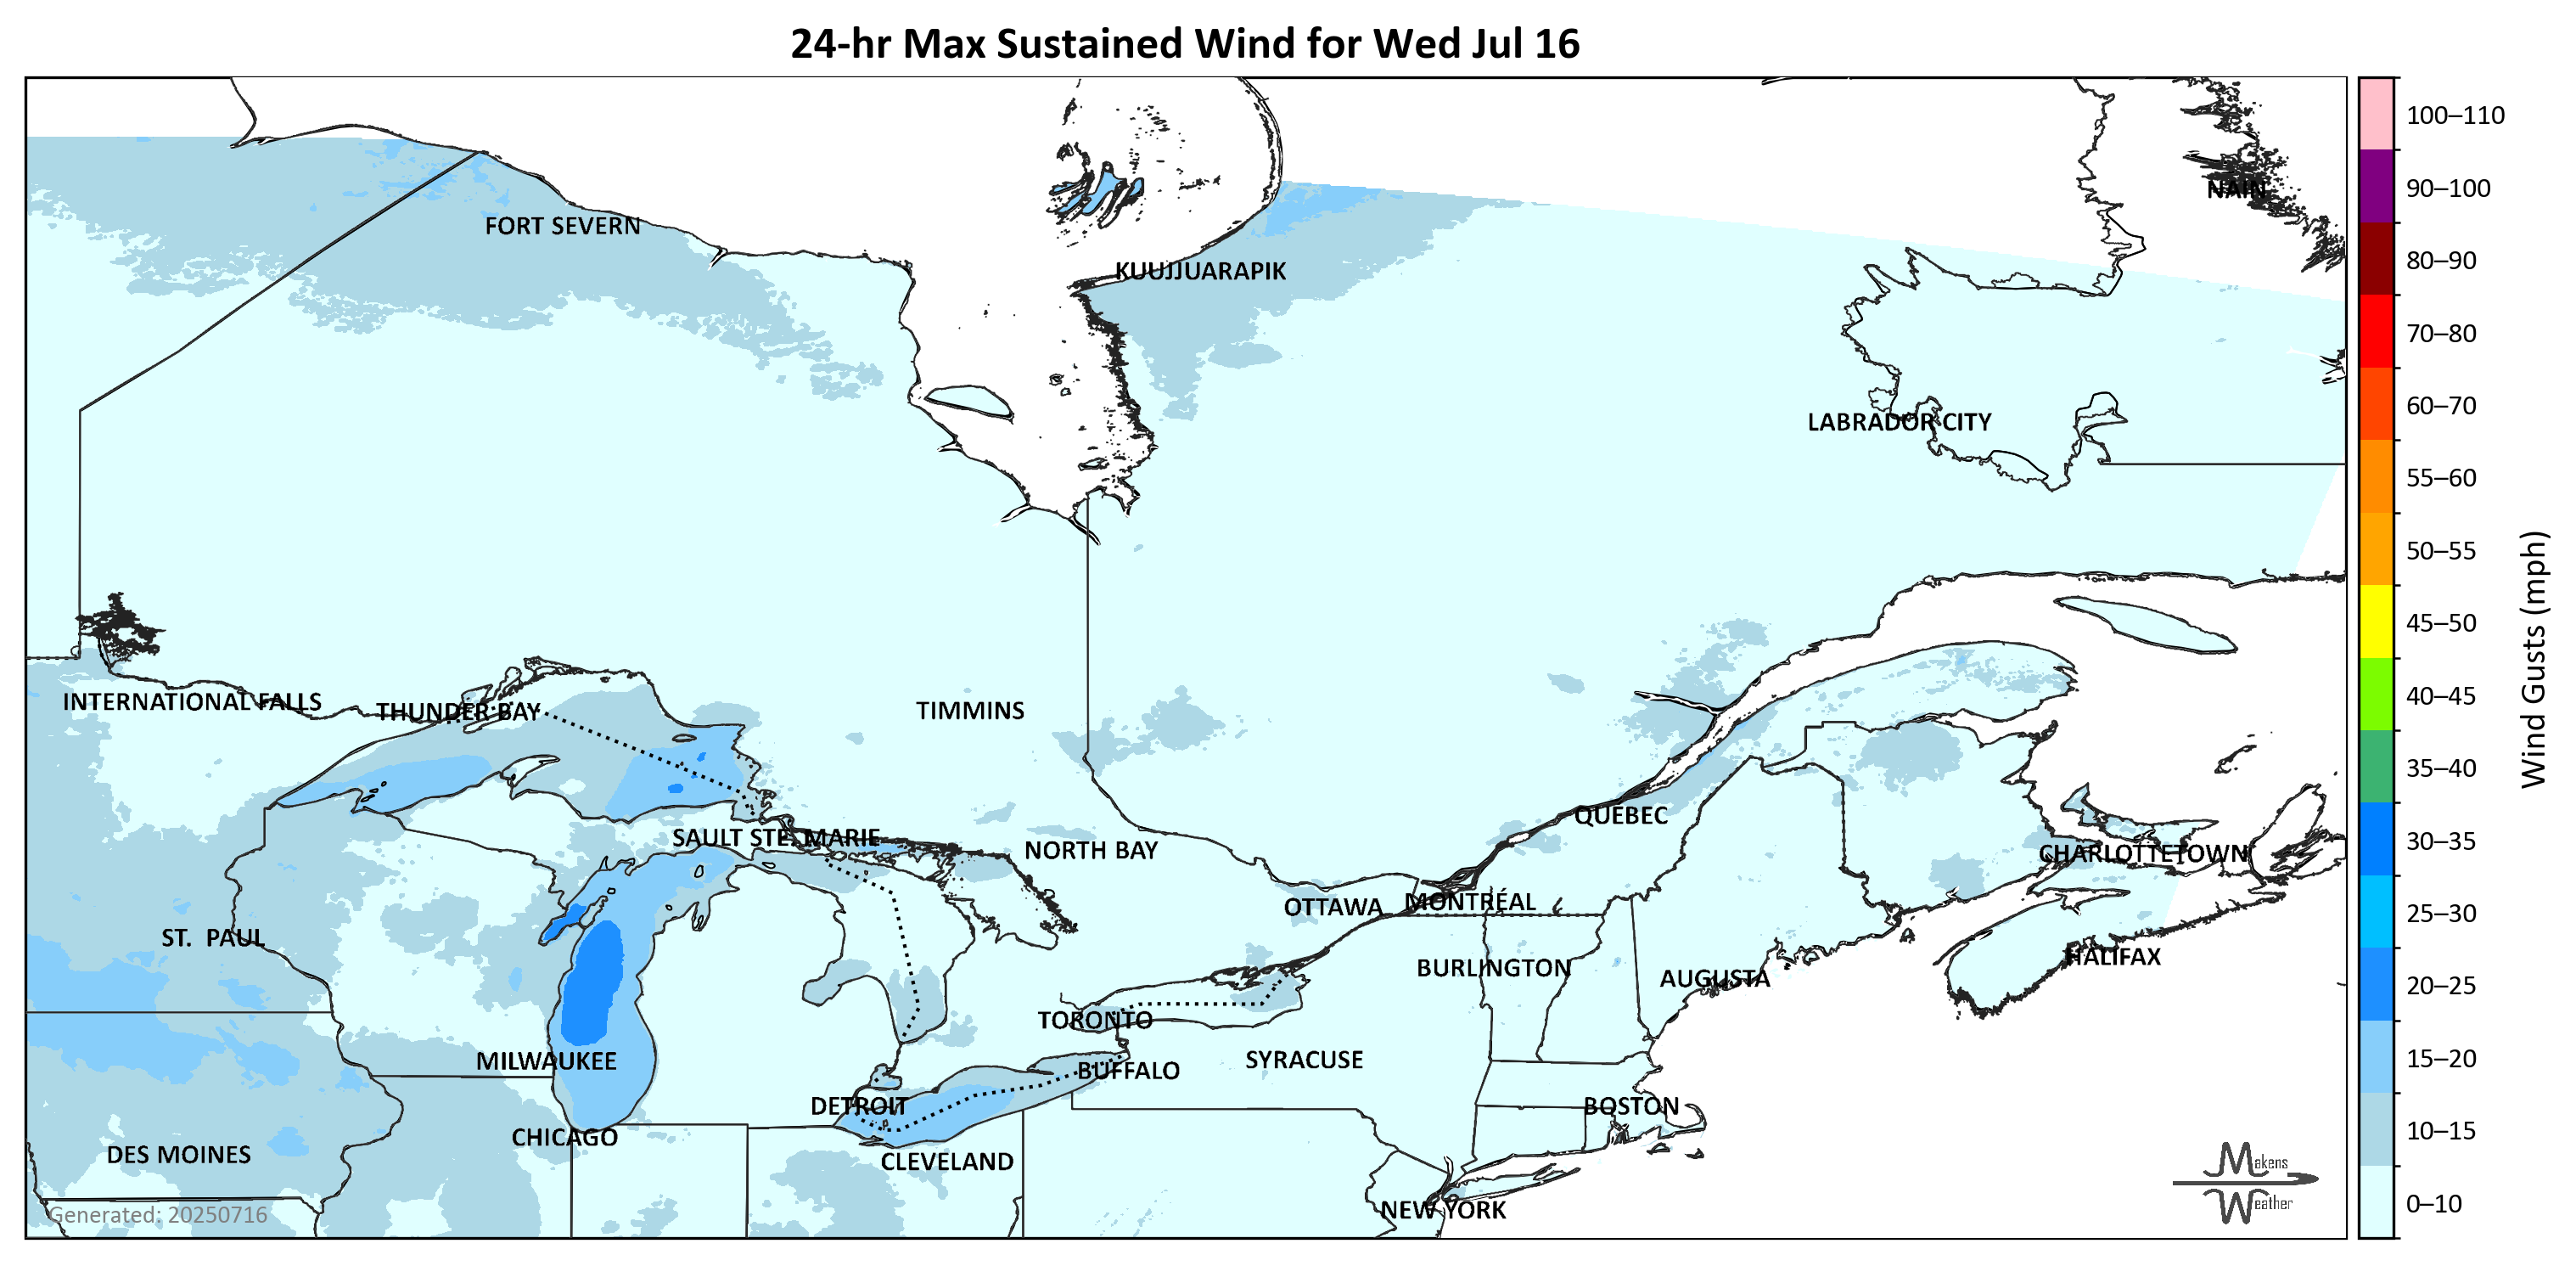 24-hr Max Sustained Wind for Wed Jul 16
100–110
90–100
NAIN
FORT SEVERN
80–90
KUUJJUARAPIK
70–80
60–70
LABRADOR CITY
55–60
50–55
Wind Gusts (mph)
45–50
40–45
INTERNATIONAL FALLS
THUNDER BAY
TIMMINS
35–40
QUÉBEC
30–35
SAULT STE. MARIE
NORTH BAY
CHARLOTTETOWN
OTTAWA
MONTRÉAL
25–30
ST. PAUL
HALIFAX
BURLINGTON
AUGUSTA
20–25
TORONTO
MILWAUKEE
SYRACUSE
15–20
BUFFALO
DETROIT
BOSTON
CHICAGO
10–15
DES MOINES
CLEVELAND
Makens
Weather
0–10
NEW YORK
Generated: 20250716